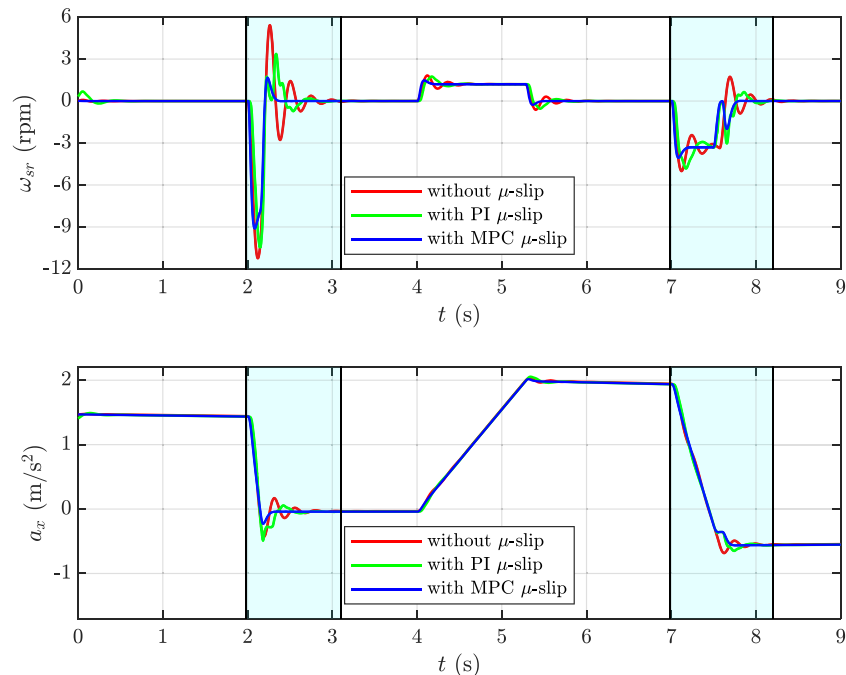 6
3
0
-3
-6
-9
-12
ω_sr (rpm)
without μ-slip
with PI μ-slip
with MPC μ-slip
0 1 2 3 4 5 6 7 8 9
t (s)
2
1
0
-1
a_x (m/s²)
without μ-slip
with PI μ-slip
with MPC μ-slip
0 1 2 3 4 5 6 7 8 9
t (s)